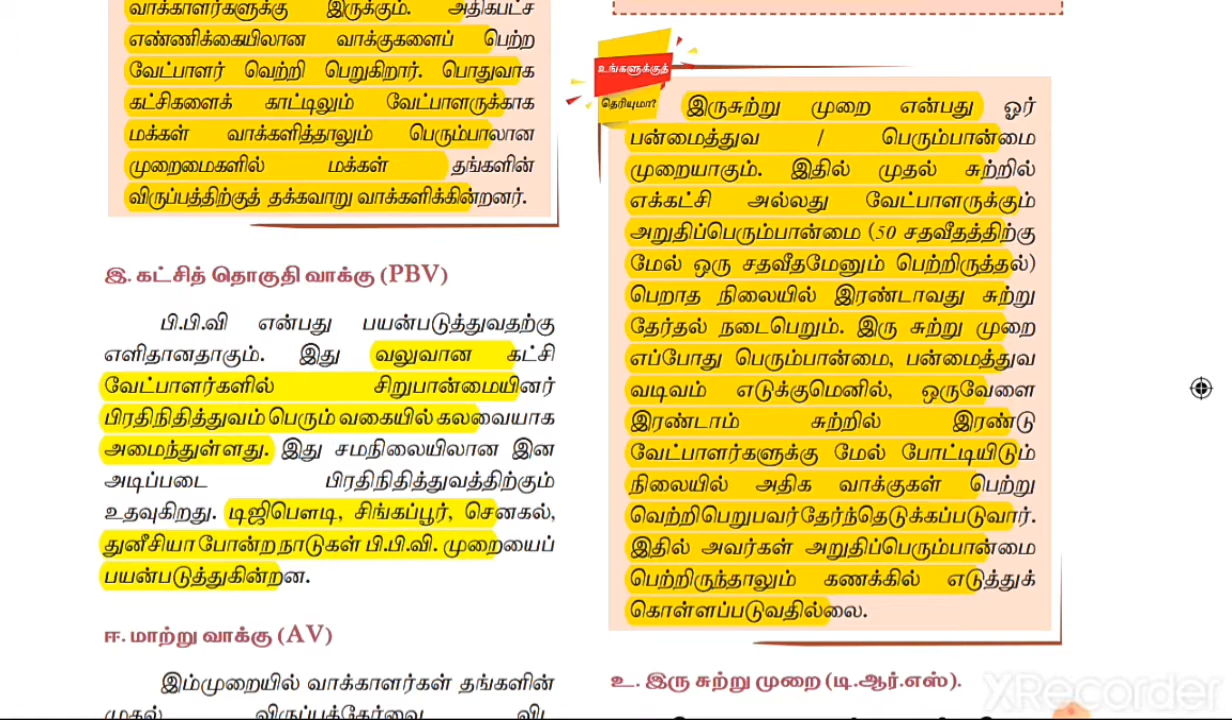 வாக்காளர்களுக்கு இருக்கும். அதிகபட்ச
எண்ணிக்கையிலான வாக்குகளைப் பெற்ற
வேட்பாளர் வெற்றி பெறுகிறார். பொதுவாக
கட்சிகளைக் காட்டிலும் வேட்பாளருக்காக
மக்கள் வாக்களித்தாலும் பெரும்பாலான
முறைமைகளில் மக்கள் தங்களின்
விருப்பத்திற்குத் தக்கவாறு வாக்களிக்கின்றனர்.
இ. கட்சித் தொகுதி வாக்கு (PBV)
பி.பி.வி என்பது பயன்படுத்துவதற்கு
எளிதானதாகும். இது வலுவான கட்சி
வேட்பாளர்களில் சிறுபான்மையினர்
பிரதிநிதித்துவம் பெரும் வகையில் கலவையாக
அமைந்துள்ளது. இது சமநிலையிலான இன
அடிப்படை பிரதிநிதித்துவத்திற்கும்
உதவுகிறது. டிஜிபௌடி, சிங்கப்பூர், செனகல்,
துனீசியா போன்ற நாடுகள் பி.பி.வி. முறையைப்
பயன்படுத்துகின்றன.
ஈ. மாற்று வாக்கு (AV)
இம்முறையில் வாக்காளர்கள் தங்களின்
முதல் விருப்பத்தேர்வை விட
உங்களுக்குத்
தெரியுமா?
இருசுற்று முறை என்பது ஓர்
பன்மைத்துவ / பெரும்பான்மை
முறையாகும். இதில் முதல் சுற்றில்
எக்கட்சி அல்லது வேட்பாளருக்கும்
அறுதிப்பெரும்பான்மை (50 சதவீதத்திற்கு
மேல் ஒரு சதவீதமேனும் பெற்றிருத்தல்)
பெறாத நிலையில் இரண்டாவது சுற்று
தேர்தல் நடைபெறும். இரு சுற்று முறை
எப்போது பெரும்பான்மை, பன்மைத்துவ
வடிவம் எடுக்குமெனில், ஒருவேளை
இரண்டாம் சுற்றில் இரண்டு
வேட்பாளர்களுக்கு மேல் போட்டியிடும்
நிலையில் அதிக வாக்குகள் பெற்று
வெற்றிபெறுபவர் தேர்ந்தெடுக்கப்படுவார்.
இதில் அவர்கள் அறுதிப்பெரும்பான்மை
பெற்றிருந்தாலும் கணக்கில் எடுத்துக்
கொள்ளப்படுவதில்லை.
உ. இரு சுற்று முறை (டி.ஆர்.எஸ்).
XRecorder